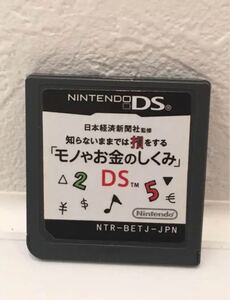 NINTENDO DS®
日本経済新聞社監修
知らないままでは損をする
「モノやお金のしくみ」
DS™
△ 2 5 ▼
¥ $ ♪ ¥ €
Nintendo
NTR-BETJ-JPN